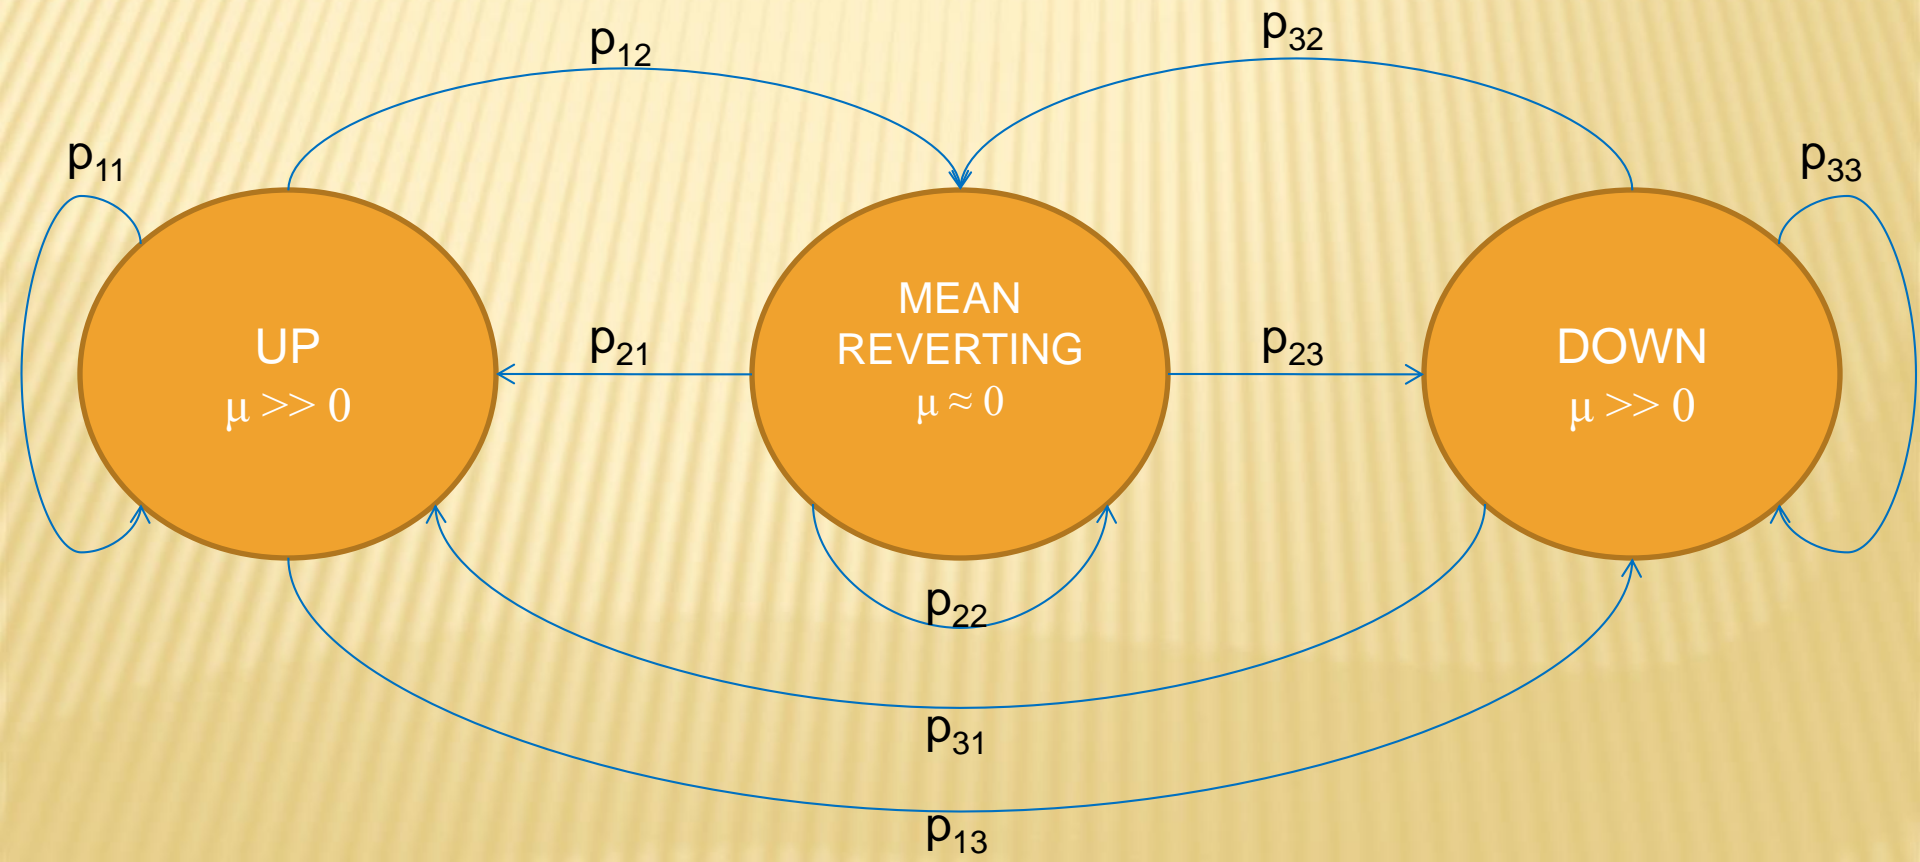 p12
p32
p11
p33
UP
μ >> 0
p21
MEAN
REVERTING
μ ≈ 0
p23
DOWN
μ >> 0
p22
p31
p13